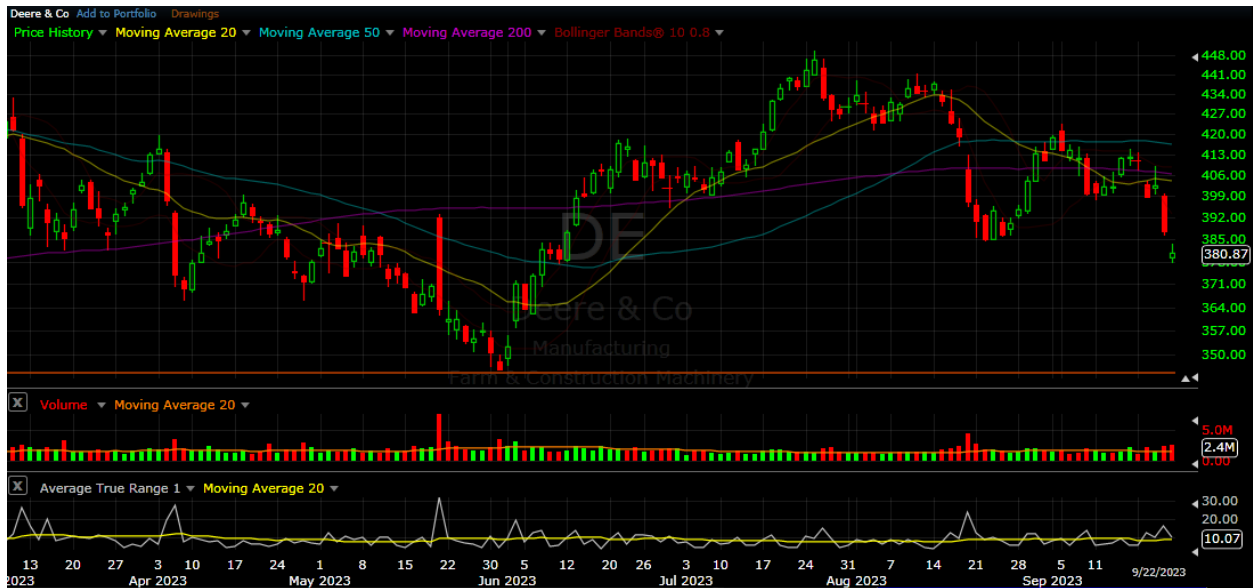 Deere & Co Add to Portfolio Drawings
Price History Moving Average 20 Moving Average 50 Moving Average 200 Bollinger Bands® 10 0.8
448.00
441.00
434.00
427.00
420.00
413.00
406.00
399.00
392.00
385.00
380.87
371.00
364.00
357.00
350.00
DE
Deere & Co
Manufacturing
Farm & Construction Machinery
X Volume Moving Average 20
5.0M
2.4M
0.00
X Average True Range 1 Moving Average 20
30.00
20.00
10.07
13 20 27 3 10 17 24 1 8 15 22 30 5 12 20 26 3 10 17 24 31 7 14 21 28 5 11 9/22/2023
2023 Apr 2023 May 2023 Jun 2023 Jul 2023 Aug 2023 Sep 2023